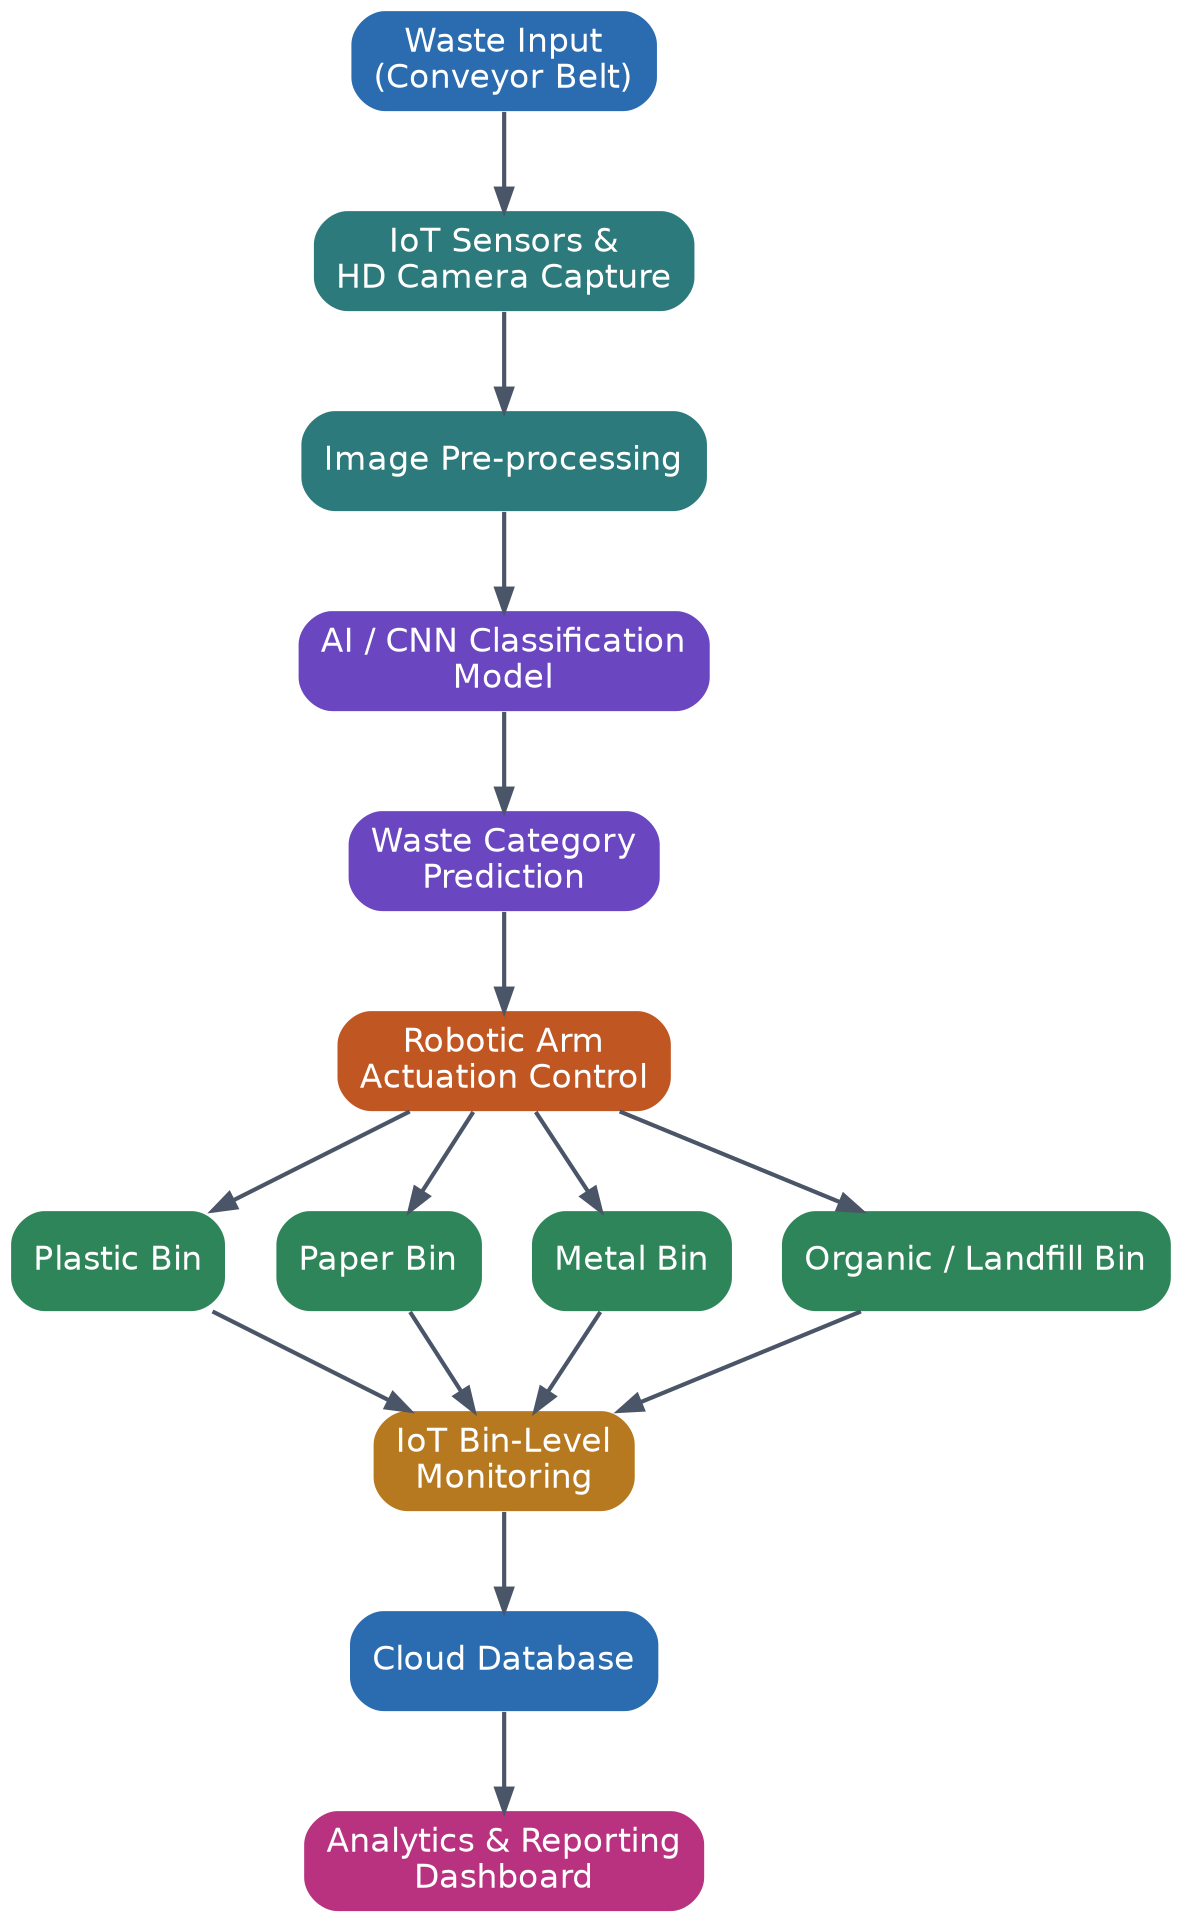 Waste Input
(Conveyor Belt)
IoT Sensors &
HD Camera Capture
Image Pre-processing
AI / CNN Classification
Model
Waste Category
Prediction
Robotic Arm
Actuation Control
Plastic Bin
Paper Bin
Metal Bin
Organic / Landfill Bin
IoT Bin-Level
Monitoring
Cloud Database
Analytics & Reporting
Dashboard